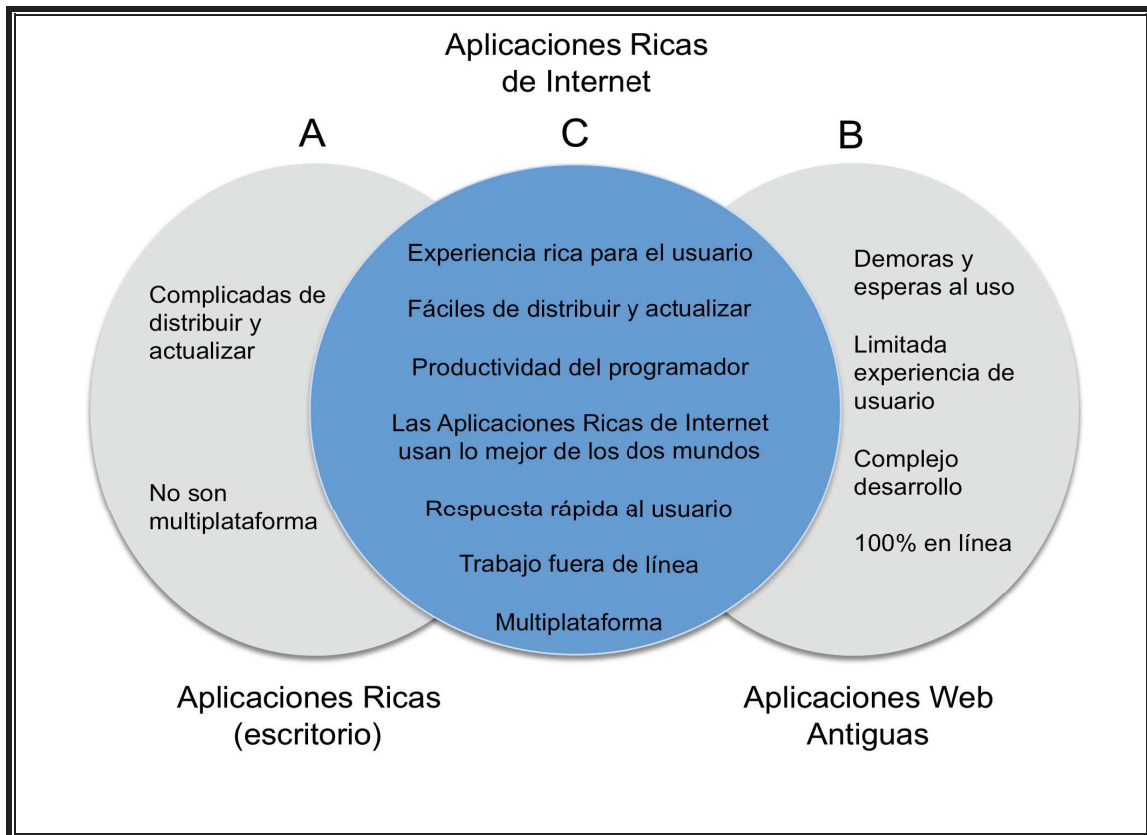 Aplicaciones Ricas
de Internet
A
C
B
Complicadas de
distribuir y
actualizar
No son
multiplataforma
Experiencia rica para el usuario
Fáciles de distribuir y actualizar
Productividad del programador
Las Aplicaciones Ricas de Internet
usan lo mejor de los dos mundos
Respuesta rápida al usuario
Trabajo fuera de línea
Multiplataforma
Demoras y
esperas al uso
Limitada
experiencia de
usuario
Complejo
desarrollo
100% en línea
Aplicaciones Ricas
(escritorio)
Aplicaciones Web
Antiguas